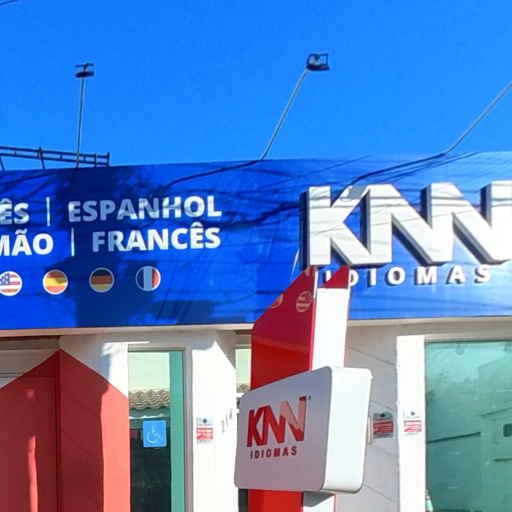 ÊS | ESPANHOL
MÃO | FRANCÊS
KNN
IDIOMAS
KNN
IDIOMAS